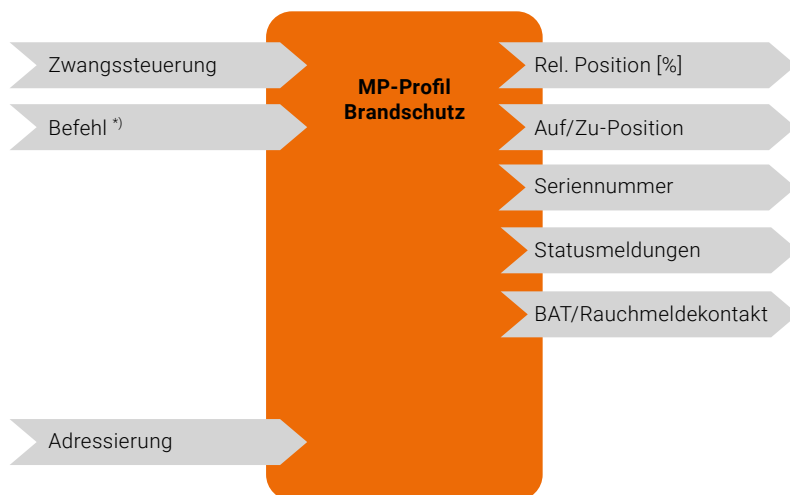 Zwangssteuerung
Befehl *)
Adressierung
MP-Profil
Brandschutz
Rel. Position [%]
Auf/Zu-Position
Seriennummer
Statusmeldungen
BAT/Rauchmeldekontakt